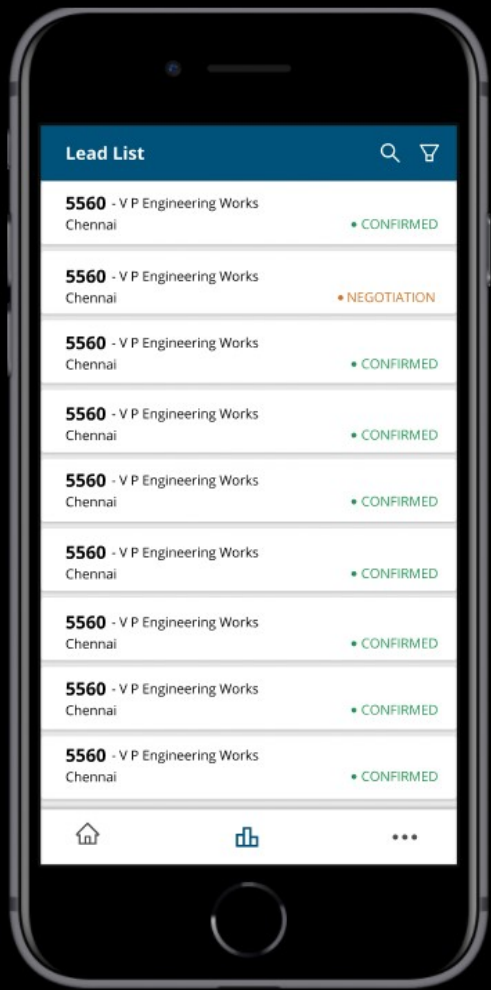 Lead List
5560 - V P Engineering Works
Chennai
• CONFIRMED
5560 - V P Engineering Works
Chennai
• NEGOTIATION
5560 - V P Engineering Works
Chennai
• CONFIRMED
5560 - V P Engineering Works
Chennai
• CONFIRMED
5560 - V P Engineering Works
Chennai
• CONFIRMED
5560 - V P Engineering Works
Chennai
• CONFIRMED
5560 - V P Engineering Works
Chennai
• CONFIRMED
5560 - V P Engineering Works
Chennai
• CONFIRMED
5560 - V P Engineering Works
Chennai
• CONFIRMED